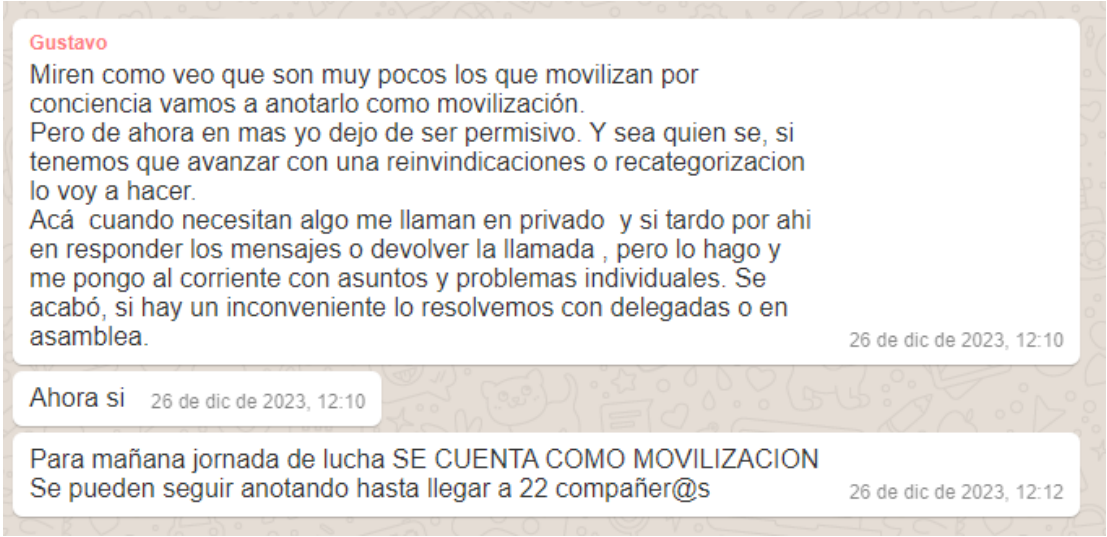 Gustavo
Miren como veo que son muy pocos los que movilizan por
conciencia vamos a anotarlo como movilización.
Pero de ahora en mas yo dejo de ser permisivo. Y sea quien se, si
tenemos que avanzar con una reinvindicaciones o recategorizacion
lo voy a hacer.
Acá  cuando necesitan algo me llaman en privado  y si tardo por ahi
en responder los mensajes o devolver la llamada , pero lo hago y
me pongo al corriente con asuntos y problemas individuales. Se
acabó, si hay un inconveniente lo resolvemos con delegadas o en
asamblea.
26 de dic de 2023, 12:10
Ahora si 26 de dic de 2023, 12:10
Para mañana jornada de lucha SE CUENTA COMO MOVILIZACION
Se pueden seguir anotando hasta llegar a 22 compañer@s
26 de dic de 2023, 12:12